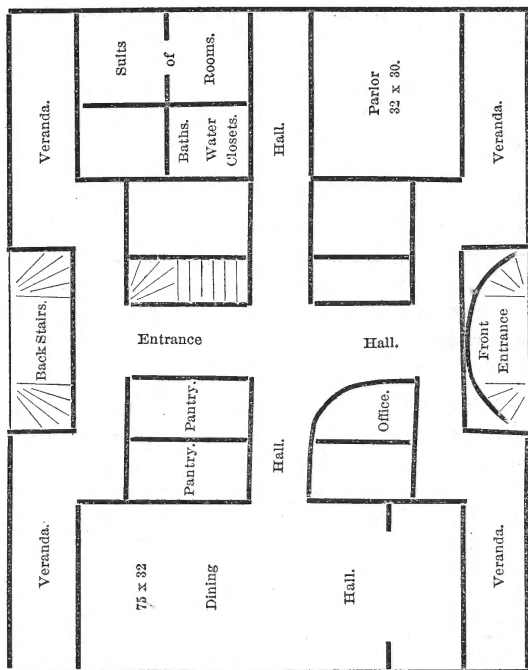 Veranda.
Suits
of
Rooms.
Baths.
Water
Closets.
Hall.
Parlor
32 x 30.
Veranda.
Back Stairs.
Entrance
Hall.
Front
Entrance
Pantry.
Pantry.
Hall.
Office.
Veranda.
75 x 32
Dining
Hall.
Veranda.